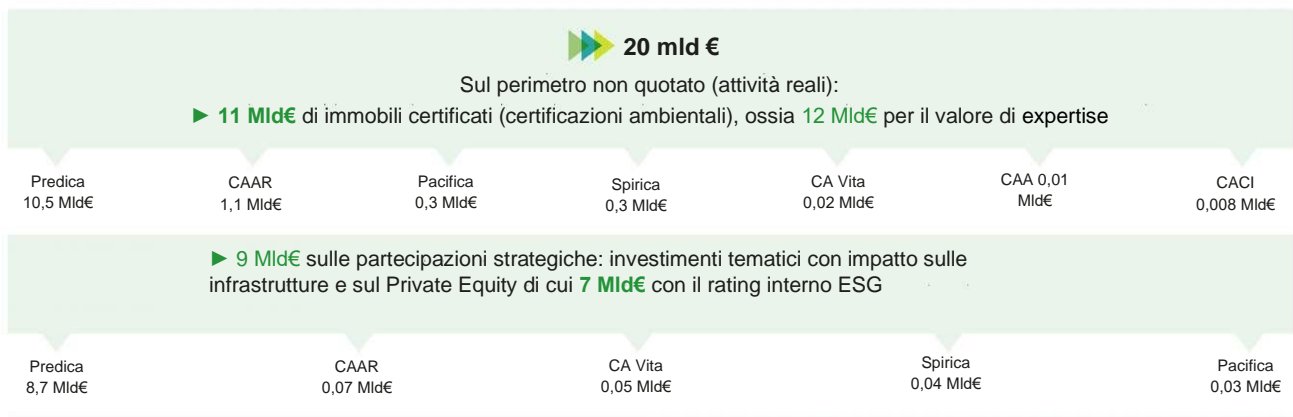 20 mld €
Sul perimetro non quotato (attività reali):
► 11 Mld€ di immobili certificati (certificazioni ambientali), ossia 12 Mld€ per il valore di expertise
Predica
10,5 Mld€
CAAR
1,1 Mld€
Pacifica
0,3 Mld€
Spirica
0,3 Mld€
CA Vita
0,02 Mld€
CAA 0,01
Mld€
CACI
0,008 Mld€
► 9 Mld€ sulle partecipazioni strategiche: investimenti tematici con impatto sulle
infrastrutture e sul Private Equity di cui 7 Mld€ con il rating interno ESG
Predica
8,7 Mld€
CAAR
0,07 Mld€
CA Vita
0,05 Mld€
Spirica
0,04 Mld€
Pacifica
0,03 Mld€